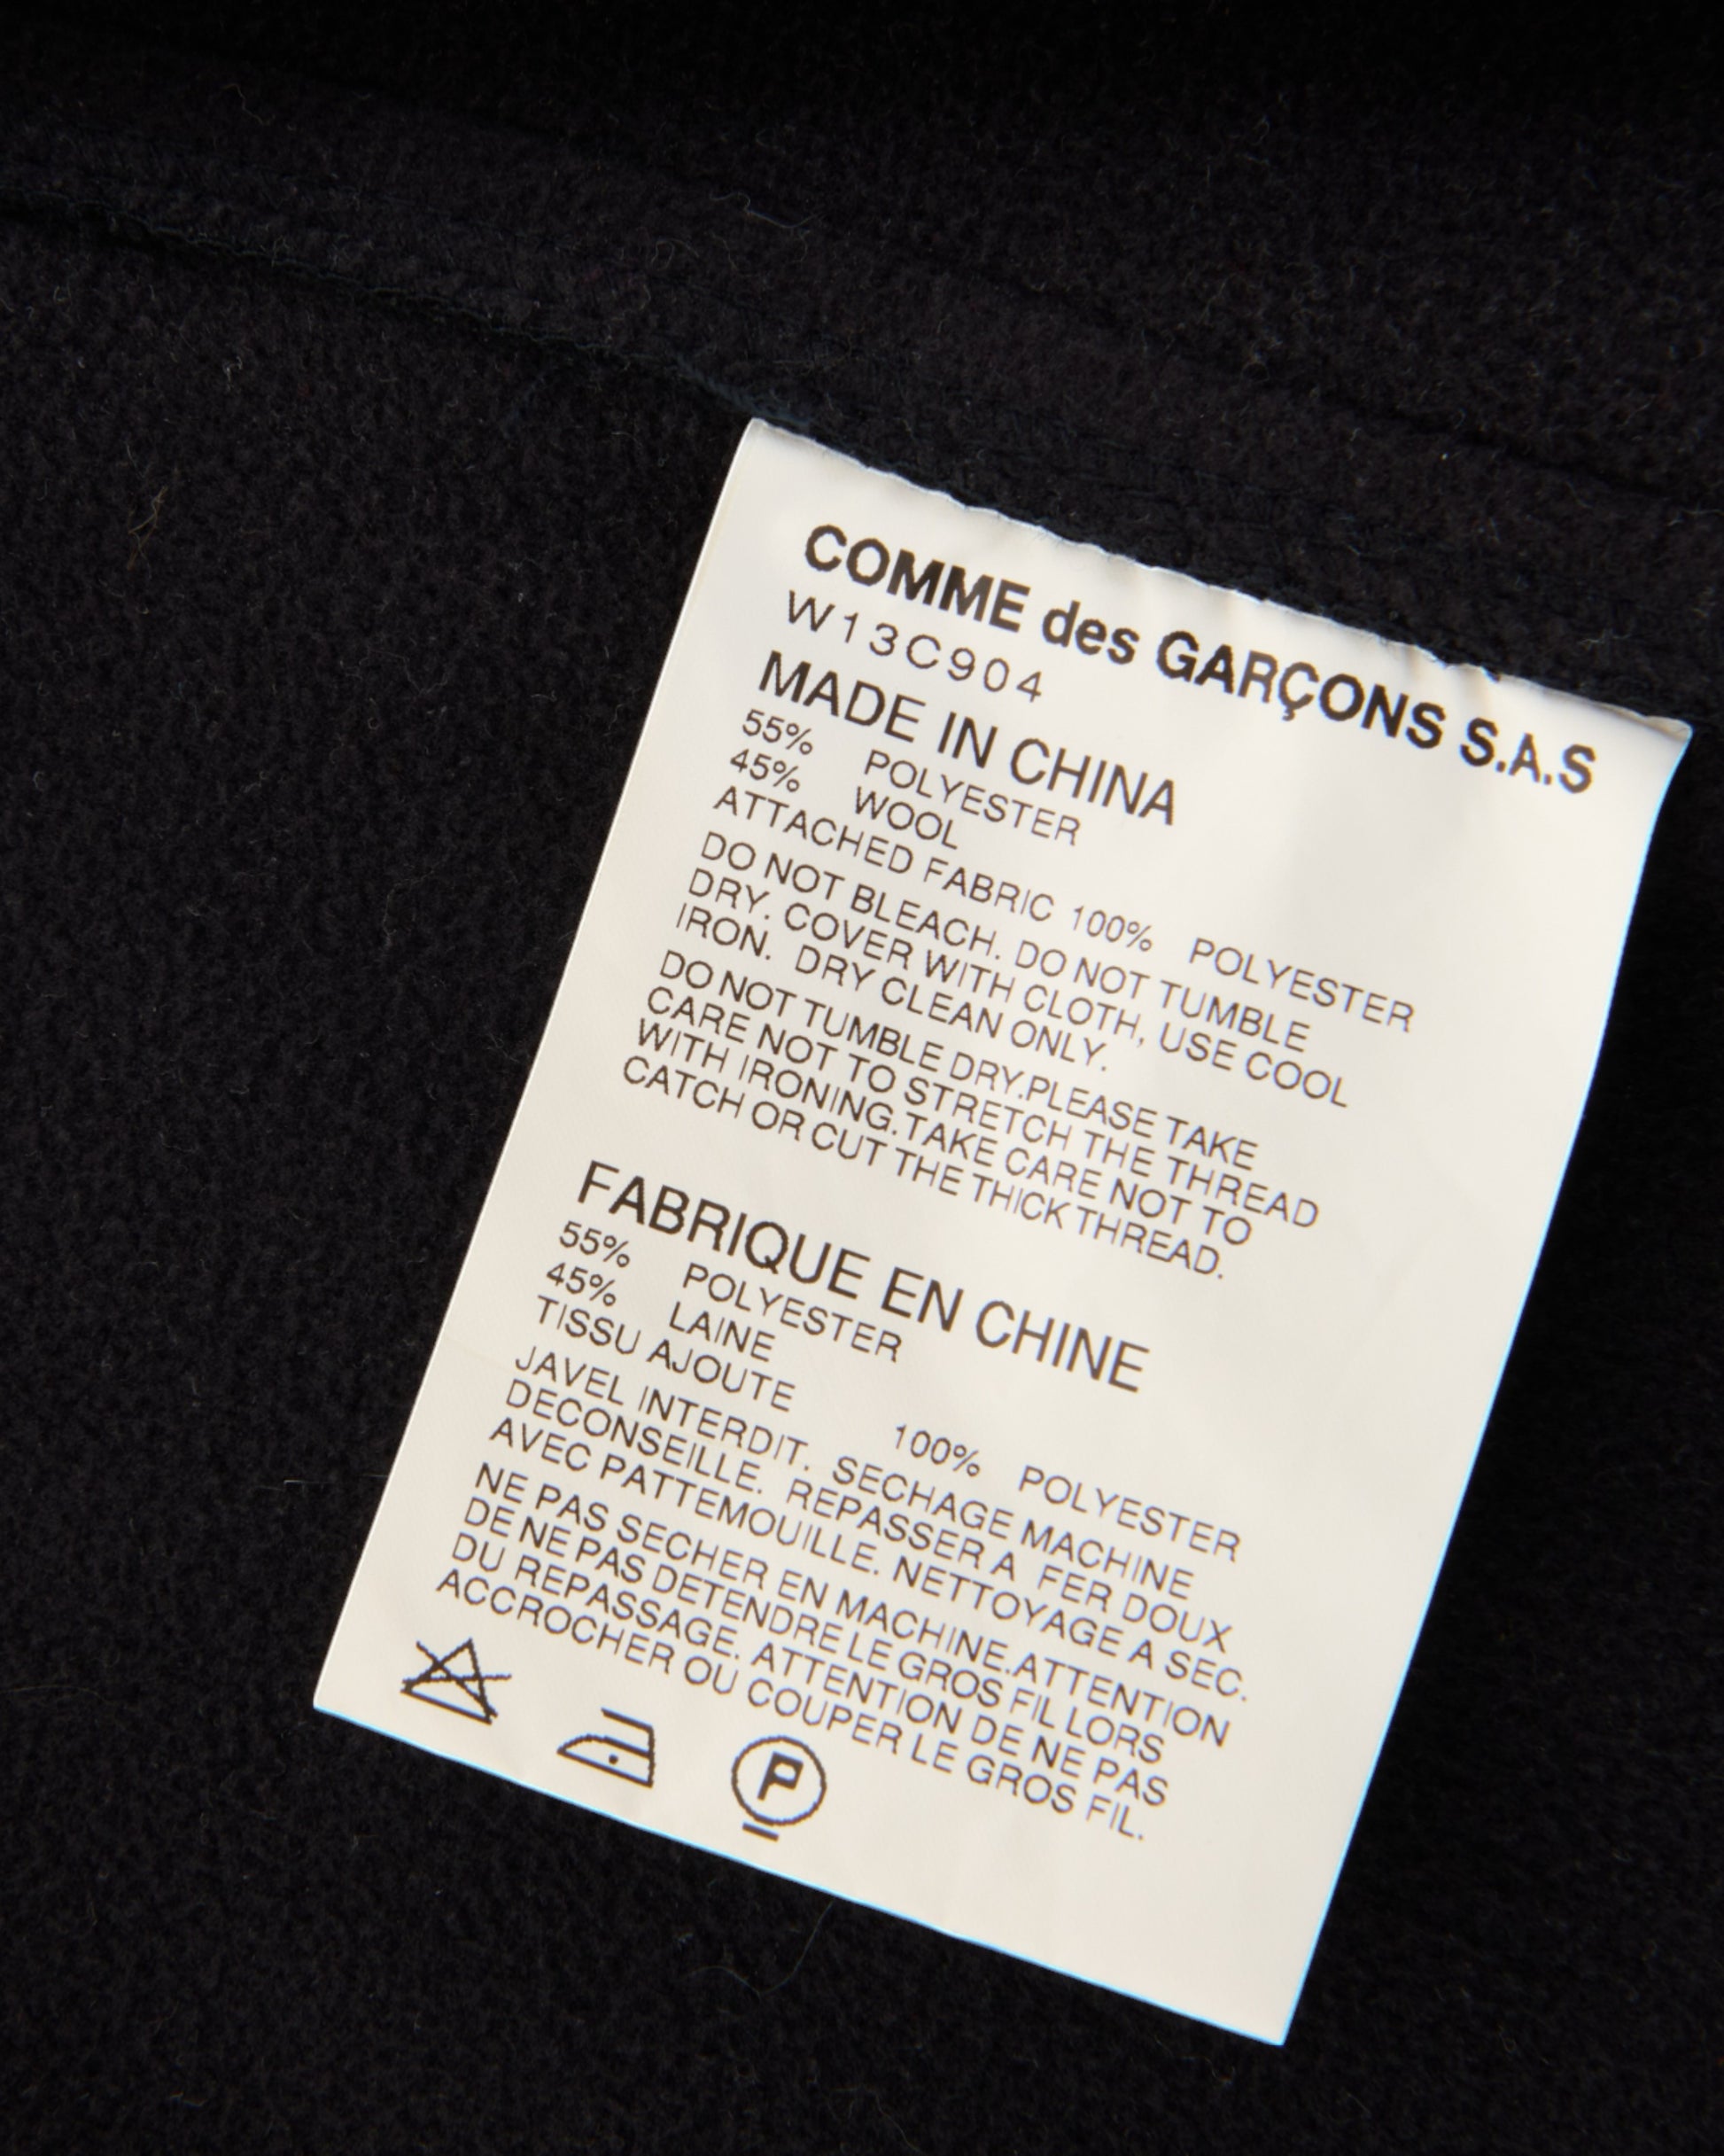 COMME des GARÇONS S.A.S
W13C904
MADE IN CHINA
55% POLYESTER
45% WOOL
ATTACHED FABRIC 100% POLYESTER
DO NOT BLEACH. DO NOT TUMBLE
DRY. COVER WITH CLOTH, USE COOL
IRON. DRY CLEAN ONLY.
DO NOT TUMBLE DRY.PLEASE TAKE
CARE NOT TO STRETCH THE THREAD
WITH IRONING.TAKE CARE NOT TO
CATCH OR CUT THE THICK THREAD.
FABRIQUE EN CHINE
55% POLYESTER
45% LAINE
TISSU AJOUTE 100% POLYESTER
JAVEL INTERDIT. SECHAGE MACHINE
DECONSEILLE. REPASSER A FER DOUX
AVEC PATTEMOUILLE. NETTOYAGE A SEC.
NE PAS SECHER EN MACHINE.ATTENTION
DE NE PAS DETENDRE LE GROS FIL LORS
DU REPASSAGE. ATTENTION DE NE PAS
ACCROCHER OU COUPER LE GROS FIL.
P